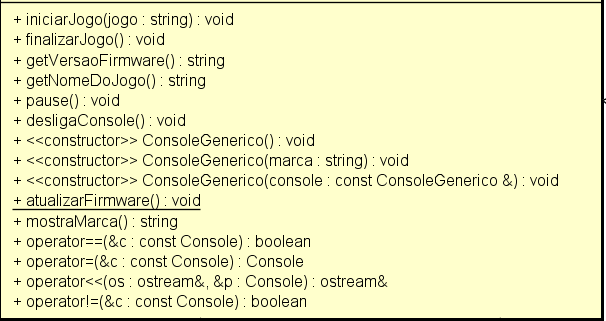 + iniciarJogo(jogo : string) : void
+ finalizarJogo() : void
+ getVersaoFirmware() : string
+ getNomeDoJogo() : string
+ pause() : void
+ desligaConsole() : void
+ <<constructor>> ConsoleGenerico() : void
+ <<constructor>> ConsoleGenerico(marca : string) : void
+ <<constructor>> ConsoleGenerico(console : const ConsoleGenerico &) : void
+ atualizarFirmware() : void
+ mostraMarca() : string
+ operator==(&c : const Console) : boolean
+ operator=(&c : const Console) : Console
+ operator<<(os : ostream&, &p : Console) : ostream&
+ operator!=(&c : const Console) : boolean